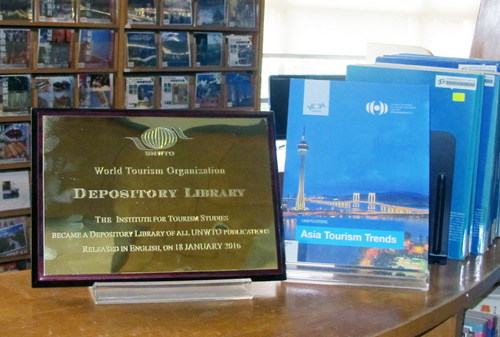 UNWTO
World Tourism Organization
DEPOSITORY LIBRARY
THE INSTITUTE FOR TOURISM STUDIES
BECAME A DEPOSITORY LIBRARY OF ALL UNWTO PUBLICATIONS
RELEASED IN ENGLISH, ON 18 JANUARY 2016
Asia Tourism Trends